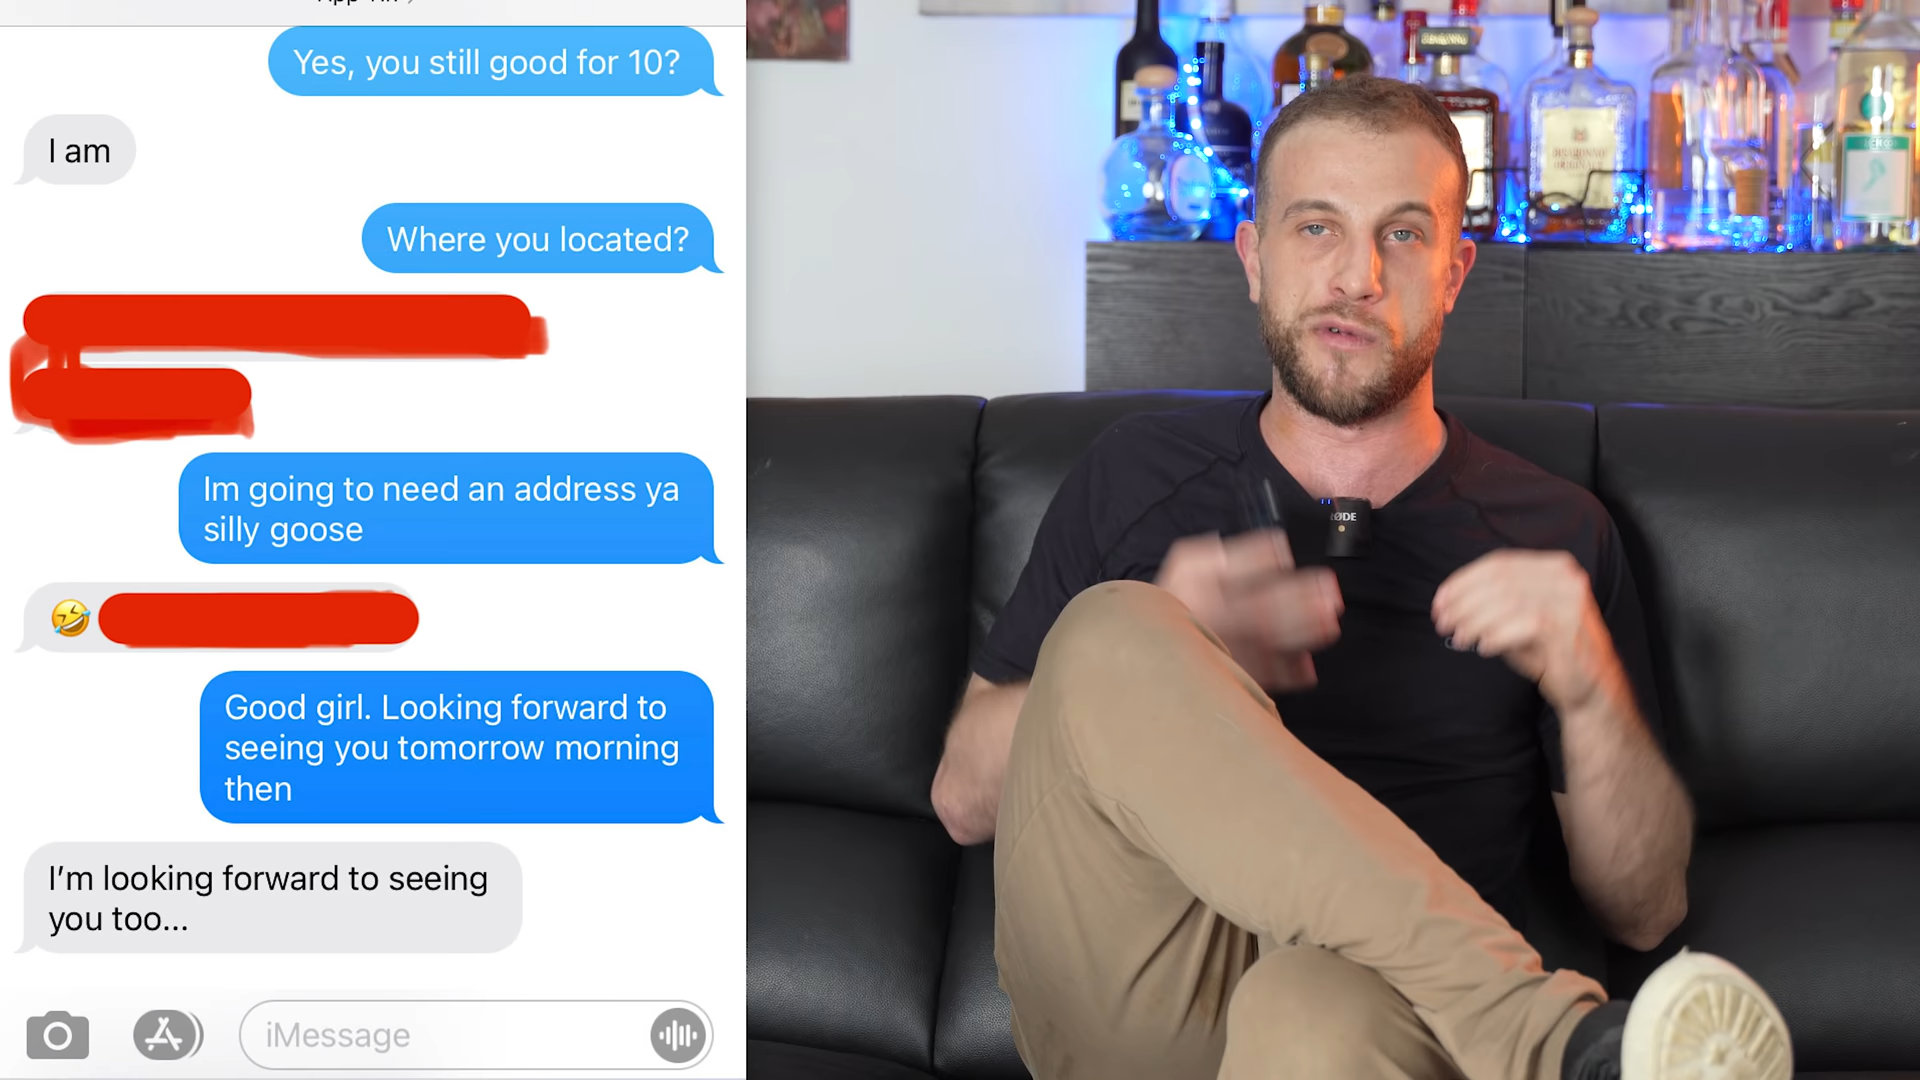 Yes, you still good for 10?
I am
Where you located?
Im going to need an address ya
silly goose
Good girl. Looking forward to
seeing you tomorrow morning
then
I'm looking forward to seeing
you too...
iMessage
RØDE